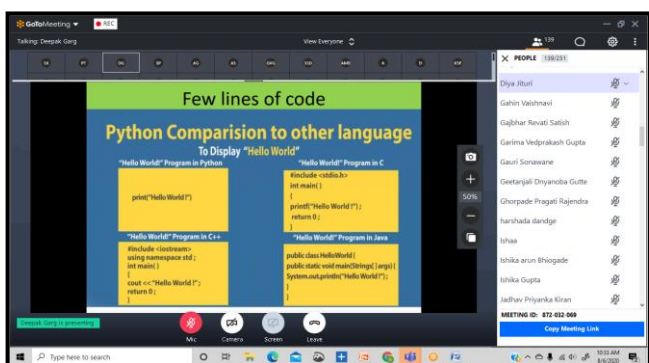 GoToMeeting
REC
Talking: Deepak Garg
View Everyone
139
PEOPLE 139/251
Few lines of code
Python Comparision to other language
To Display "Hello World"
"Hello World!" Program in Python
print("Hello World!")
"Hello World!" Program in C
#include <stdio.h>
int main( )
{
printf("Hello World !") ;
return 0 ;
}
"Hello World!" Program in C++
#include <iostream>
using namespace std ;
int main( )
{
cout << "Hello World !" ;
return 0 ;
}
"Hello World!" Program in Java
public class HelloWorld {
public static void main(Strings[ ] args) {
System.out.println("Hello World !");
}
}
50%
Deepak Garg is presenting
Mic
Camera
Screen
Leave
Diya Jituri
Gahin Vaishnavi
Gajbhar Revati Satish
Garima Vedprakash Gupta
Gauri Sonawane
Geetanjali Dnyanoba Gutte
Ghorpade Pragati Rajendra
harshada dandge
Ishaa
Ishika arun Bhiogade
Ishika Gupta
Jadhav Priyanka Kiran
MEETING ID: 872-032-069
Copy Meeting Link
Type here to search
8/6/2020